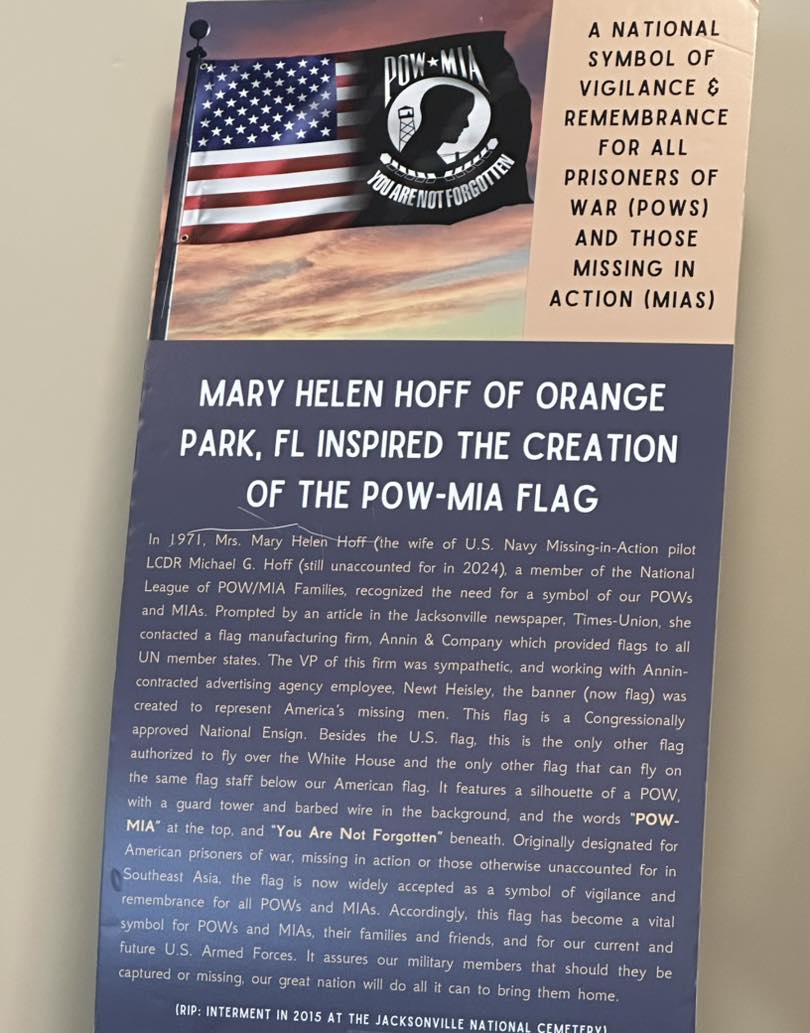 POW★MIA
YOU ARE NOT FORGOTTEN
A NATIONAL
SYMBOL OF
VIGILANCE &
REMEMBRANCE
FOR ALL
PRISONERS OF
WAR (POWS)
AND THOSE
MISSING IN
ACTION (MIAS)
MARY HELEN HOFF OF ORANGE
PARK, FL INSPIRED THE CREATION
OF THE POW-MIA FLAG
In 1971, Mrs. Mary Helen Hoff (the wife of U.S. Navy Missing-in-Action pilot
LCDR Michael G. Hoff (still unaccounted for in 2024), a member of the National
League of POW/MIA Families, recognized the need for a symbol of our POWs
and MIAs. Prompted by an article in the Jacksonville newspaper, Times-Union, she
contacted a flag manufacturing firm, Annin & Company which provided flags to all
UN member states. The VP of this firm was sympathetic, and working with Annin-
contracted advertising agency employee, Newt Heisley, the banner (now flag) was
created to represent America's missing men. This flag is a Congressionally
approved National Ensign. Besides the U.S. flag, this is the only other flag
authorized to fly over the White House and the only other flag that can fly on
the same flag staff below our American flag. It features a silhouette of a POW,
with a guard tower and barbed wire in the background, and the words "POW-
MIA" at the top, and "You Are Not Forgotten" beneath. Originally designated for
American prisoners of war, missing in action or those otherwise unaccounted for in
Southeast Asia, the flag is now widely accepted as a symbol of vigilance and
remembrance for all POWs and MIAs. Accordingly, this flag has become a vital
symbol for POWs and MIAs, their families and friends, and for our current and
future U.S. Armed Forces. It assures our military members that should they be
captured or missing, our great nation will do all it can to bring them home.
(RIP: INTERMENT IN 2015 AT THE JACKSONVILLE NATIONAL CEMETERY)